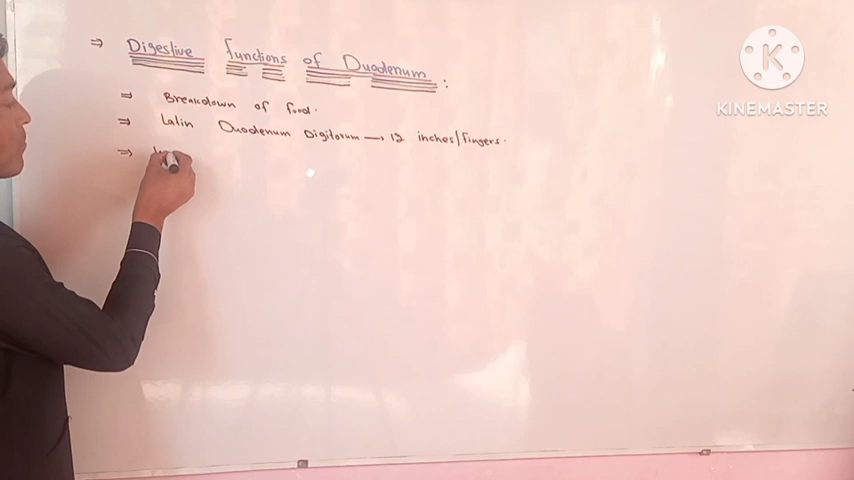 ⇒ Digestive Functions of Duodenum :
⇒ Breakdown of food.
⇒ Latin Duodenum Digitorum → 12 inches/fingers.
⇒
K
KINEMASTER